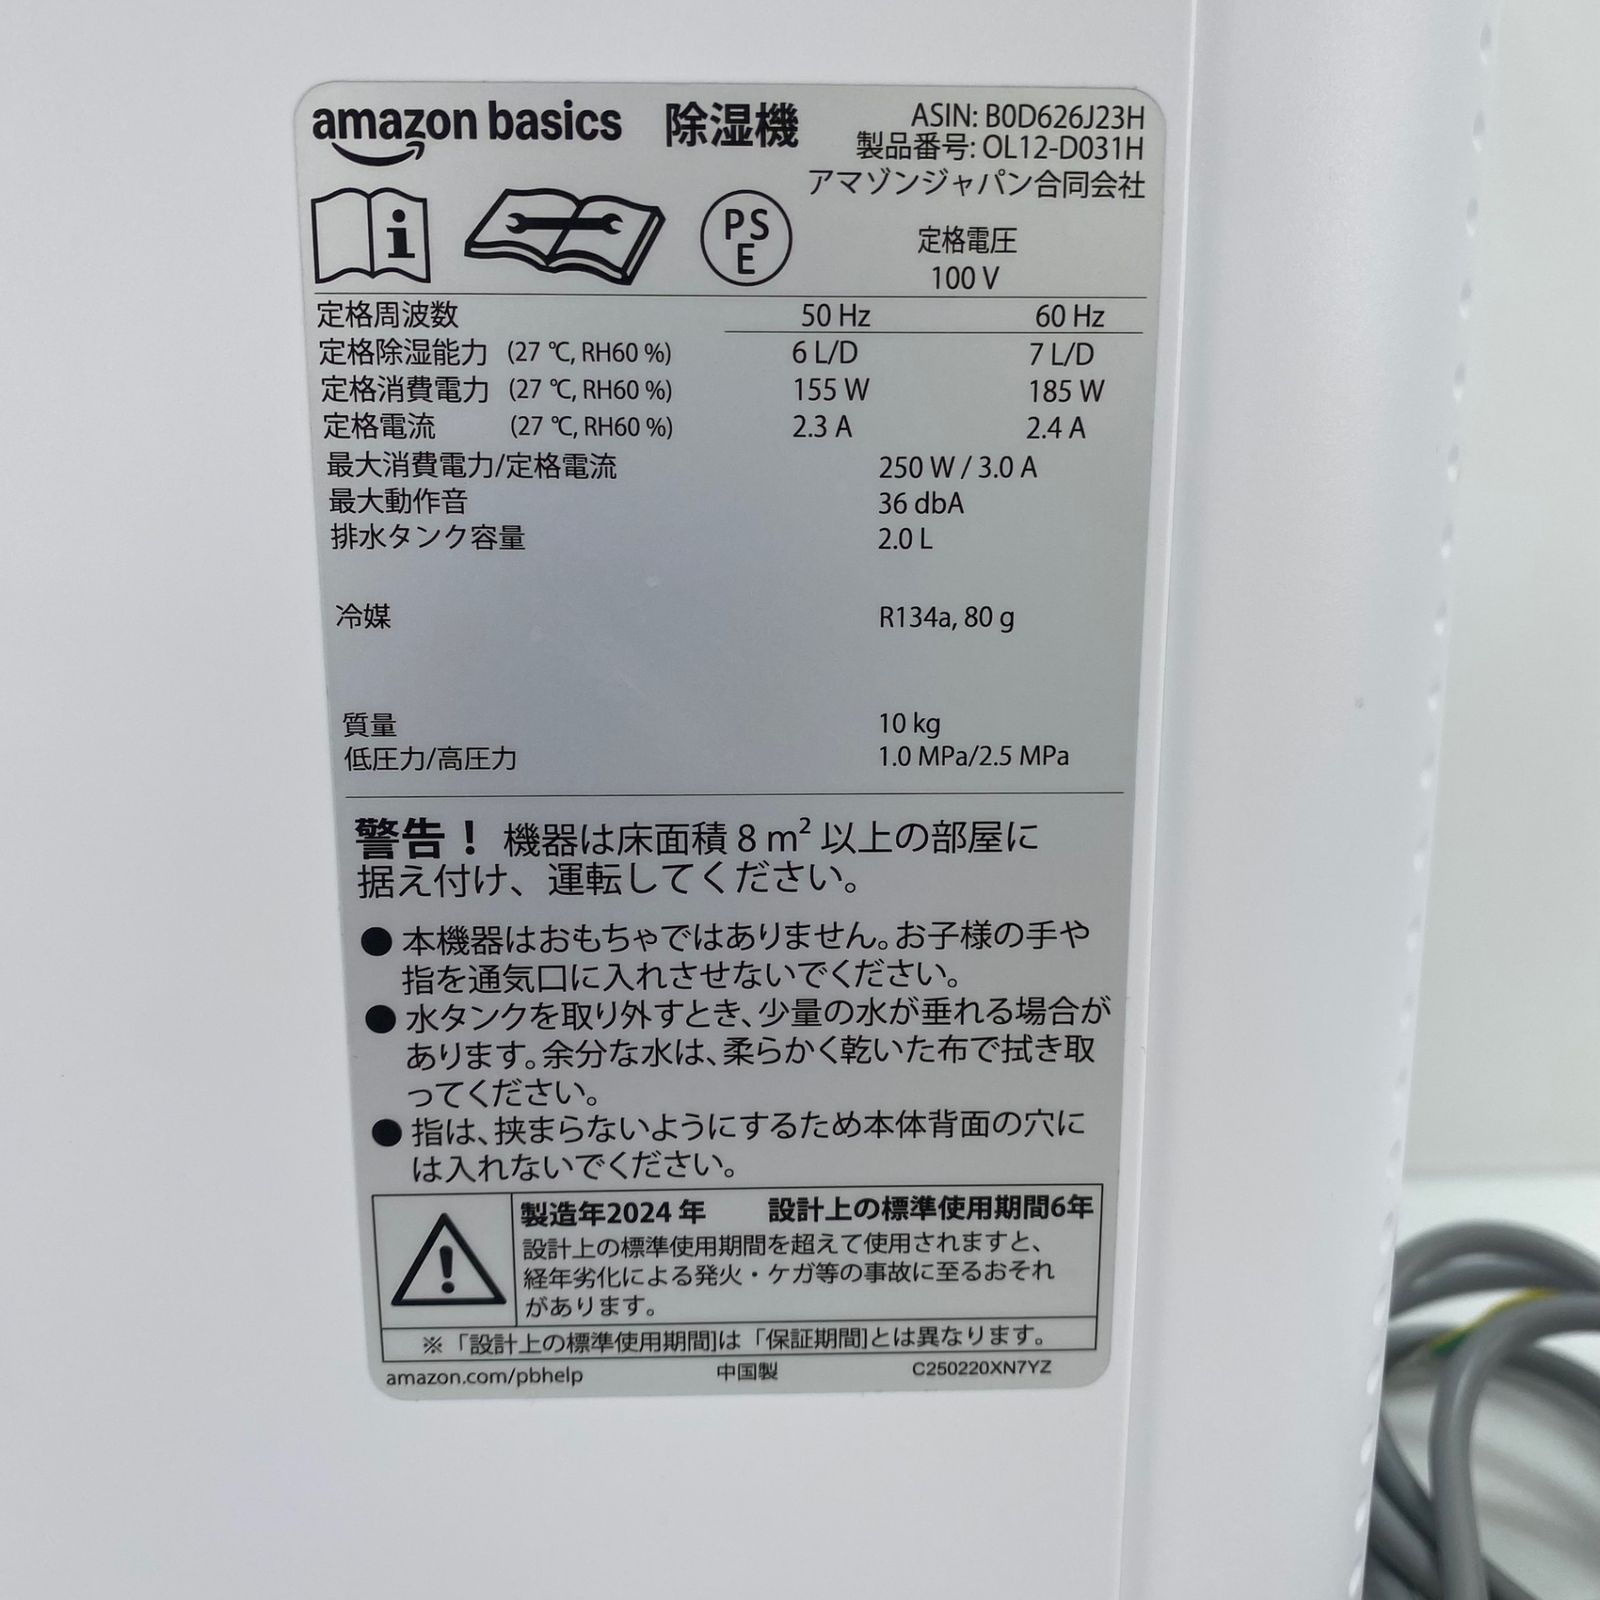 amazon basics 除湿機
ASIN: B0D626J23H
製品番号: OL12-D031H
アマゾンジャパン合同会社
PS
E
定格電圧
100 V
定格周波数 50 Hz 60 Hz
定格除湿能力 (27 ℃, RH60 %) 6 L/D 7 L/D
定格消費電力 (27 ℃, RH60 %) 155 W 185 W
定格電流 (27 ℃, RH60 %) 2.3 A 2.4 A
最大消費電力/定格電流 250 W / 3.0 A
最大動作音 36 dbA
排水タンク容量 2.0 L
冷媒 R134a, 80 g
質量 10 kg
低圧力/高圧力 1.0 MPa/2.5 MPa
警告！ 機器は床面積 8 m² 以上の部屋に
据え付け、運転してください。
● 本機器はおもちゃではありません。お子様の手や
指を通気口に入れさせないでください。
● 水タンクを取り外すとき、少量の水が垂れる場合が
あります。余分な水は、柔らかく乾いた布で拭き取
ってください。
● 指は、挟まらないようにするため本体背面の穴に
は入れないでください。
製造年2024 年 設計上の標準使用期間6年
設計上の標準使用期間を超えて使用されますと、
経年劣化による発火・ケガ等の事故に至るおそれ
があります。
※「設計上の標準使用期間]は「保証期間]とは異なります。
amazon.com/pbhelp 中国製 C250220XN7YZ